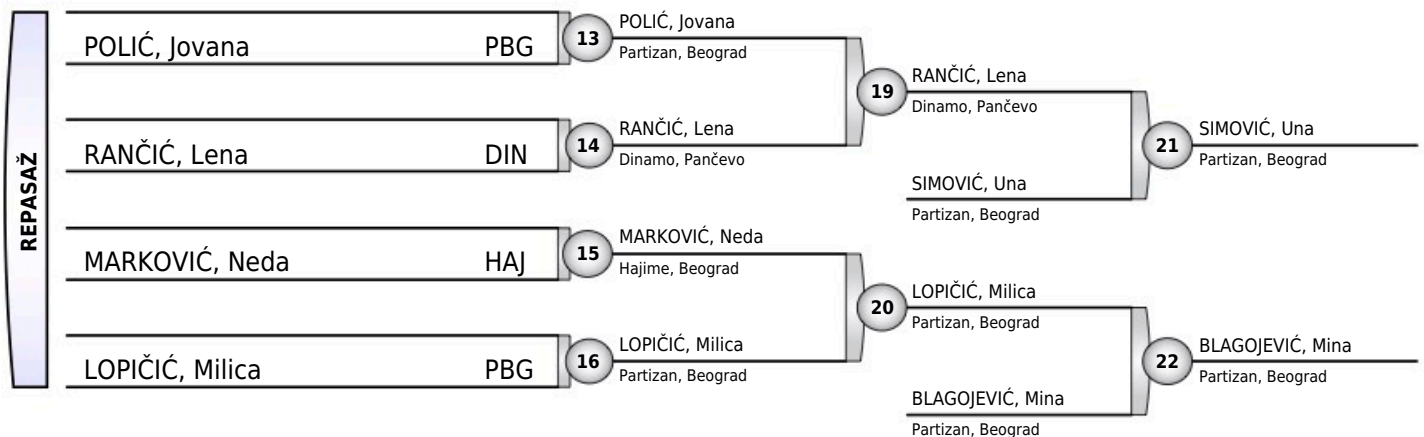 REPASAŽ
POLIĆ, Jovana PBG
13
POLIĆ, Jovana
Partizan, Beograd
RANČIĆ, Lena DIN
14
RANČIĆ, Lena
Dinamo, Pančevo
MARKOVIĆ, Neda HAJ
15
MARKOVIĆ, Neda
Hajime, Beograd
LOPIČIĆ, Milica PBG
16
LOPIČIĆ, Milica
Partizan, Beograd
19
RANČIĆ, Lena
Dinamo, Pančevo
SIMOVIĆ, Una
Partizan, Beograd
20
LOPIČIĆ, Milica
Partizan, Beograd
BLAGOJEVIĆ, Mina
Partizan, Beograd
21
SIMOVIĆ, Una
Partizan, Beograd
22
BLAGOJEVIĆ, Mina
Partizan, Beograd